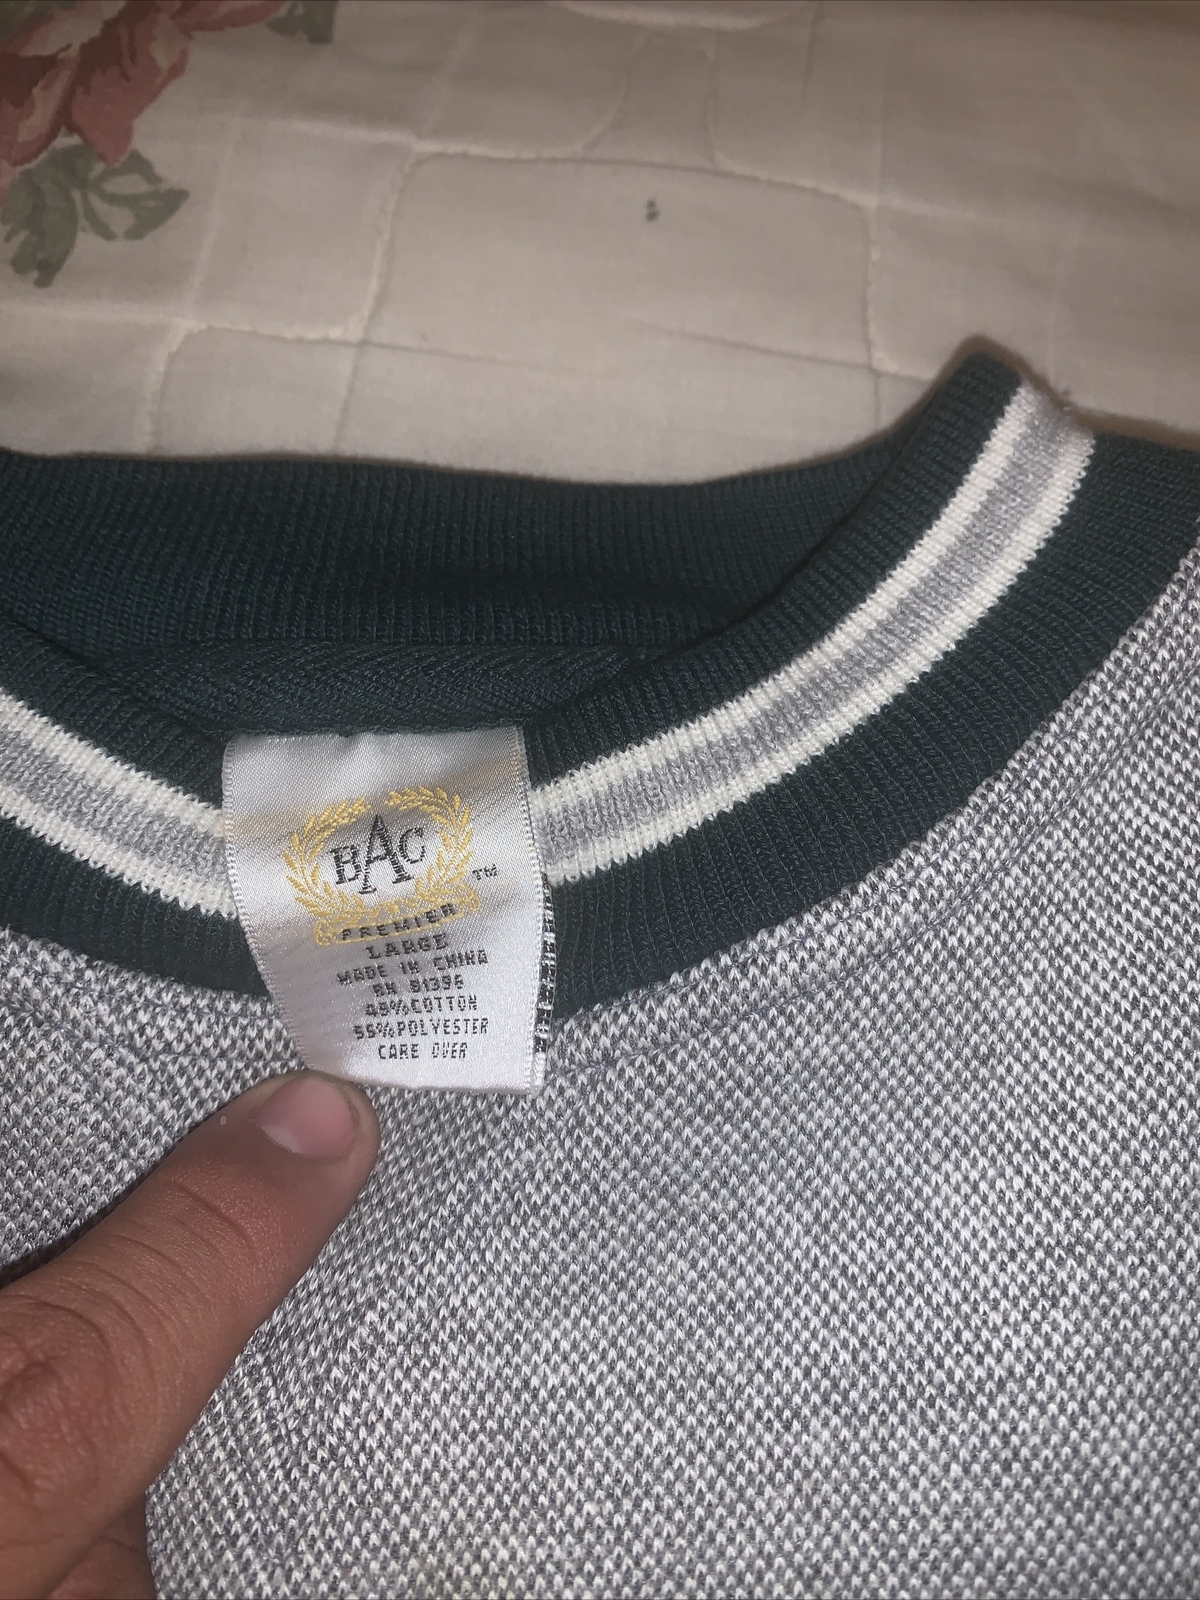 BAC
TM
PREMIER
LARGE
MADE IN CHINA
RN 91396
45%COTTON
55%POLYESTER
CARE OVER